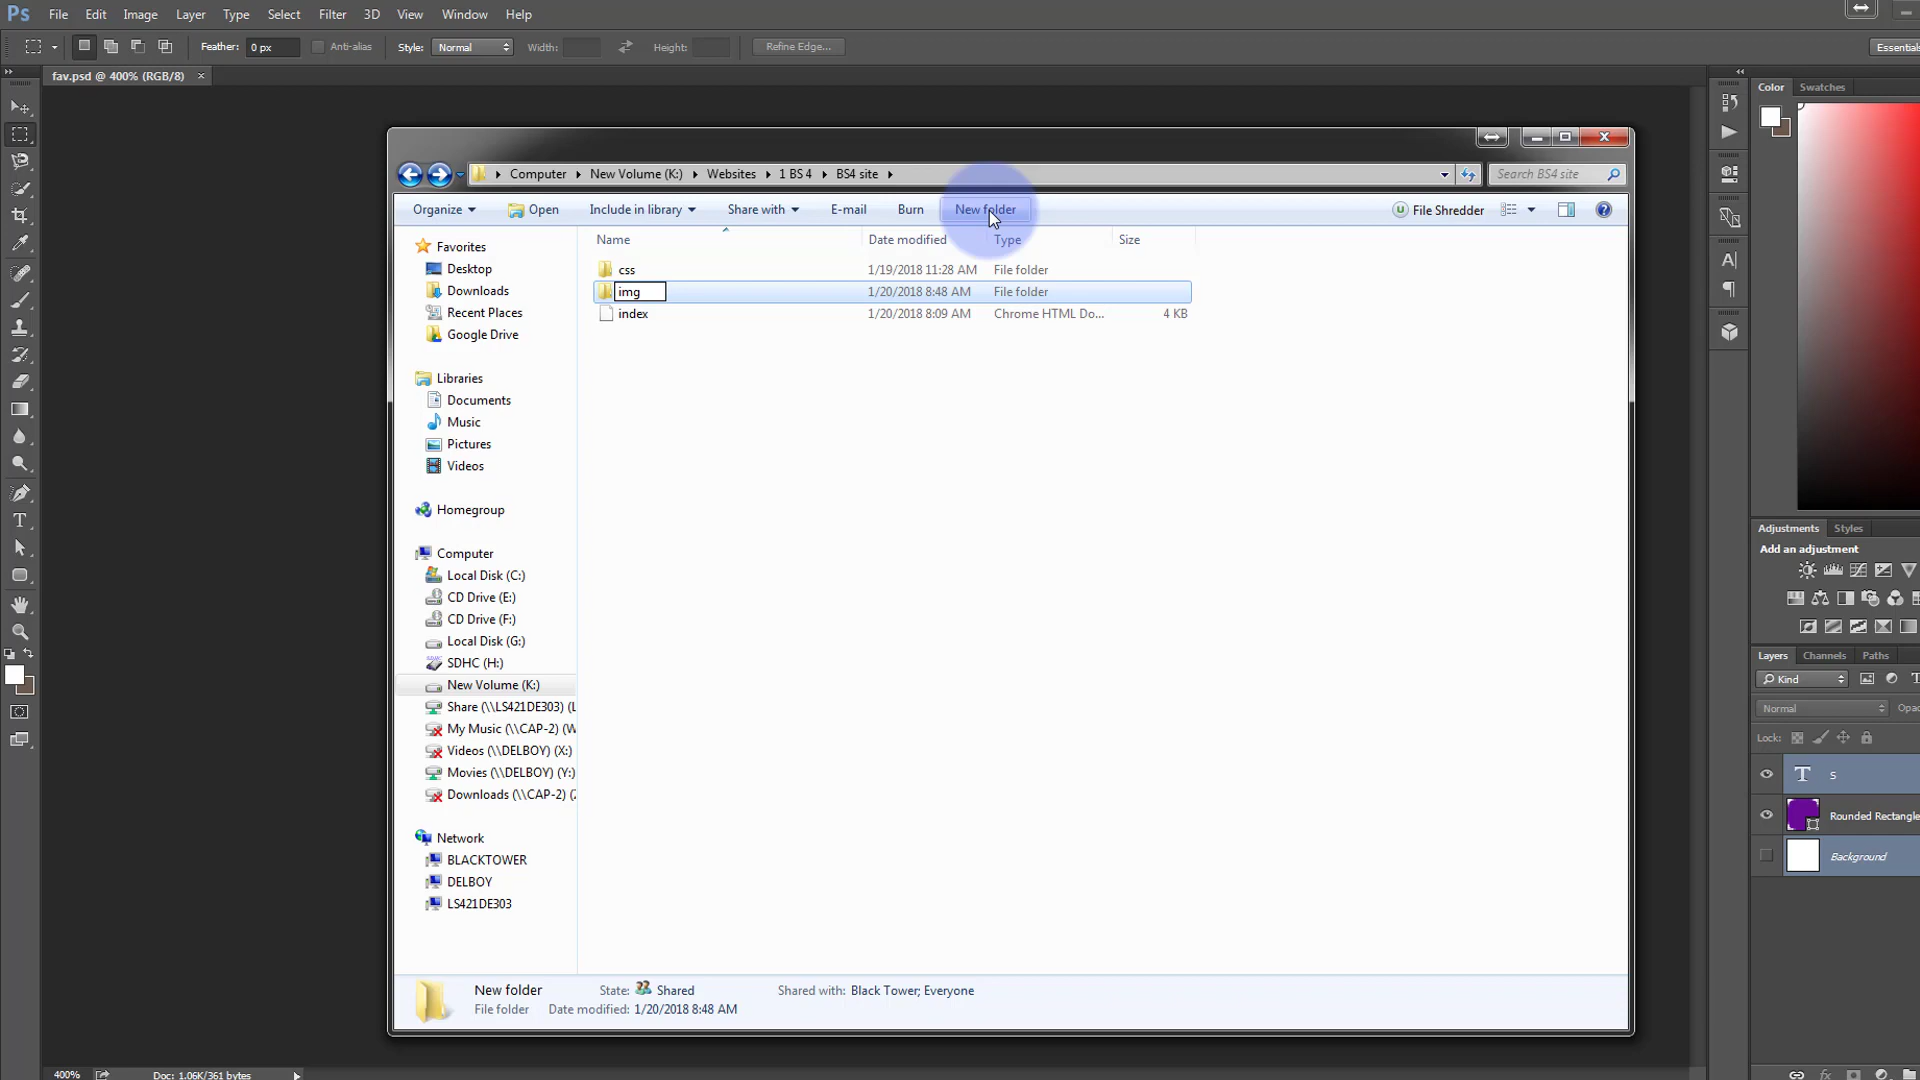 Ps File Edit Image Layer Type Select Filter 3D View Window Help
Feather: 0 px Anti-alias Style: Normal Width: Height: Refine Edge... Essentials
fav.psd @ 400% (RGB/8) ×
Color Swatches
Computer New Volume (K:) Websites 1 BS 4 BS4 site Search BS4 site
Organize Open Include in library Share with E-mail Burn New folder File Shredder
Name Date modified Type Size
css 1/19/2018 11:28 AM File folder
img 1/20/2018 8:48 AM File folder
index 1/20/2018 8:09 AM Chrome HTML Do... 4 KB
Favorites
Desktop
Downloads
Recent Places
Google Drive
Libraries
Documents
Music
Pictures
Videos
Homegroup
Computer
Local Disk (C:)
CD Drive (E:)
CD Drive (F:)
Local Disk (G:)
SDHC (H:)
New Volume (K:)
Share (\\LS421DE303) (
My Music (\\CAP-2) (W
Videos (\\DELBOY) (X:)
Movies (\\DELBOY) (Y:)
Downloads (\\CAP-2) (
Network
BLACKTOWER
DELBOY
LS421DE303
New folder State: Shared Shared with: Black Tower; Everyone
File folder Date modified: 1/20/2018 8:48 AM
Adjustments Styles
Add an adjustment
Layers Channels Paths
Kind
Normal Opac
Lock:
S
Rounded Rectangle
Background
400% Doc: 1.06K/361 bytes